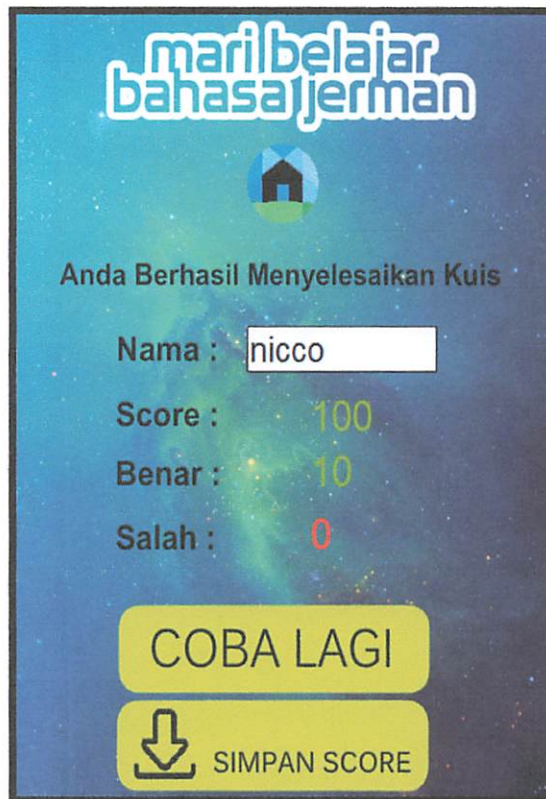 mari belajar
bahasa jerman
Anda Berhasil Menyelesaikan Kuis
Nama : nicco
Score : 100
Benar : 10
Salah : 0
COBA LAGI
SIMPAN SCORE